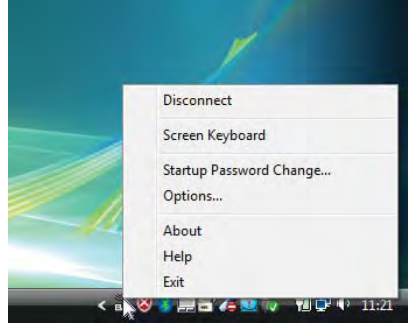 Disconnect
Screen Keyboard
Startup Password Change...
Options...
About
Help
Exit
11:21